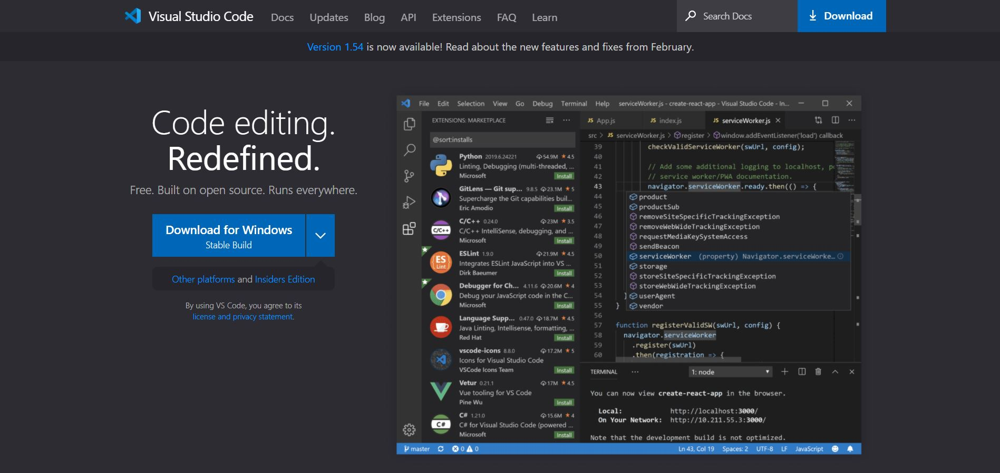 Visual Studio Code Docs Updates Blog API Extensions FAQ Learn Search Docs Download
Version 1.54 is now available! Read about the new features and fixes from February.
Code editing.
Redefined.
Free. Built on open source. Runs everywhere.
Download for Windows
Stable Build
Other platforms and Insiders Edition
By using VS Code, you agree to its
license and privacy statement.
File Edit Selection View Go Debug Terminal Help serviceWorker.js - create-react-app - Visual Studio Code - In...
EXTENSIONS: MARKETPLACE
@sort:installs
Python 2019.6.24221 54.9M ★ 4.5
Linting, Debugging (multi-threaded, ...
Microsoft Install
GitLens — Git sup... 9.8.5 23.1M ★ 5
Supercharge the Git capabilities buil...
Eric Amodio Install
C/C++
C/C++ 0.24.0 23M ★ 3.5
C/C++ IntelliSense, debugging, and ...
Microsoft Install
ES
Lint
ESLint 1.9.0 21.9M ★ 4.5
Integrates ESLint JavaScript into VS ...
Dirk Baeumer Install
Debugger for Ch... 4.11.6 20.6M ★ 4
Debug your JavaScript code in the C...
Microsoft Install
Language Supp... 0.47.0 18.7M ★ 4.5
Java Linting, Intellisense, formatting, ...
Red Hat Install
vscode-icons 8.8.0 17.2M ★ 5
Icons for Visual Studio Code
VSCode Icons Team Install
Vetur 0.21.1 17M ★ 4.5
Vue tooling for VS Code
Pine Wu Install
C#
C# 1.21.0 15.6M ★ 4
C# for Visual Studio Code (powered ...
Microsoft Install
JS App.js JS index.js JS serviceWorker.js
src > JS serviceWorker.js > register > window.addEventListener('load') callback
39 checkValidServiceWorker(swUrl, config);
40
41 // Add some additional logging to localhost, p
42 // service worker/PWA documentation.
43 navigator.serviceWorker.ready.then(() => {
44 product
45 productSub
46 removeSiteSpecificTrackingException
47 removeWebWideTrackingException
48 requestMediaKeySystemAccess
49 sendBeacon
50 serviceWorker (property) Navigator.serviceWorke...
51 storage
52 storeSiteSpecificTrackingException
53 storeWebWideTrackingException
54 } userAgent
55 } vendor
56
57 function registerValidSW(swUrl, config) {
58 navigator.serviceWorker
59 .register(swUrl)
60 .then(registration => {
TERMINAL ... 1: node
You can now view create-react-app in the browser.
Local: http://localhost:3000/
On Your Network: http://10.211.55.3:3000/
Note that the development build is not optimized.
master 0 0 Ln 43, Col 19 Spaces: 2 UTF-8 LF JavaScript